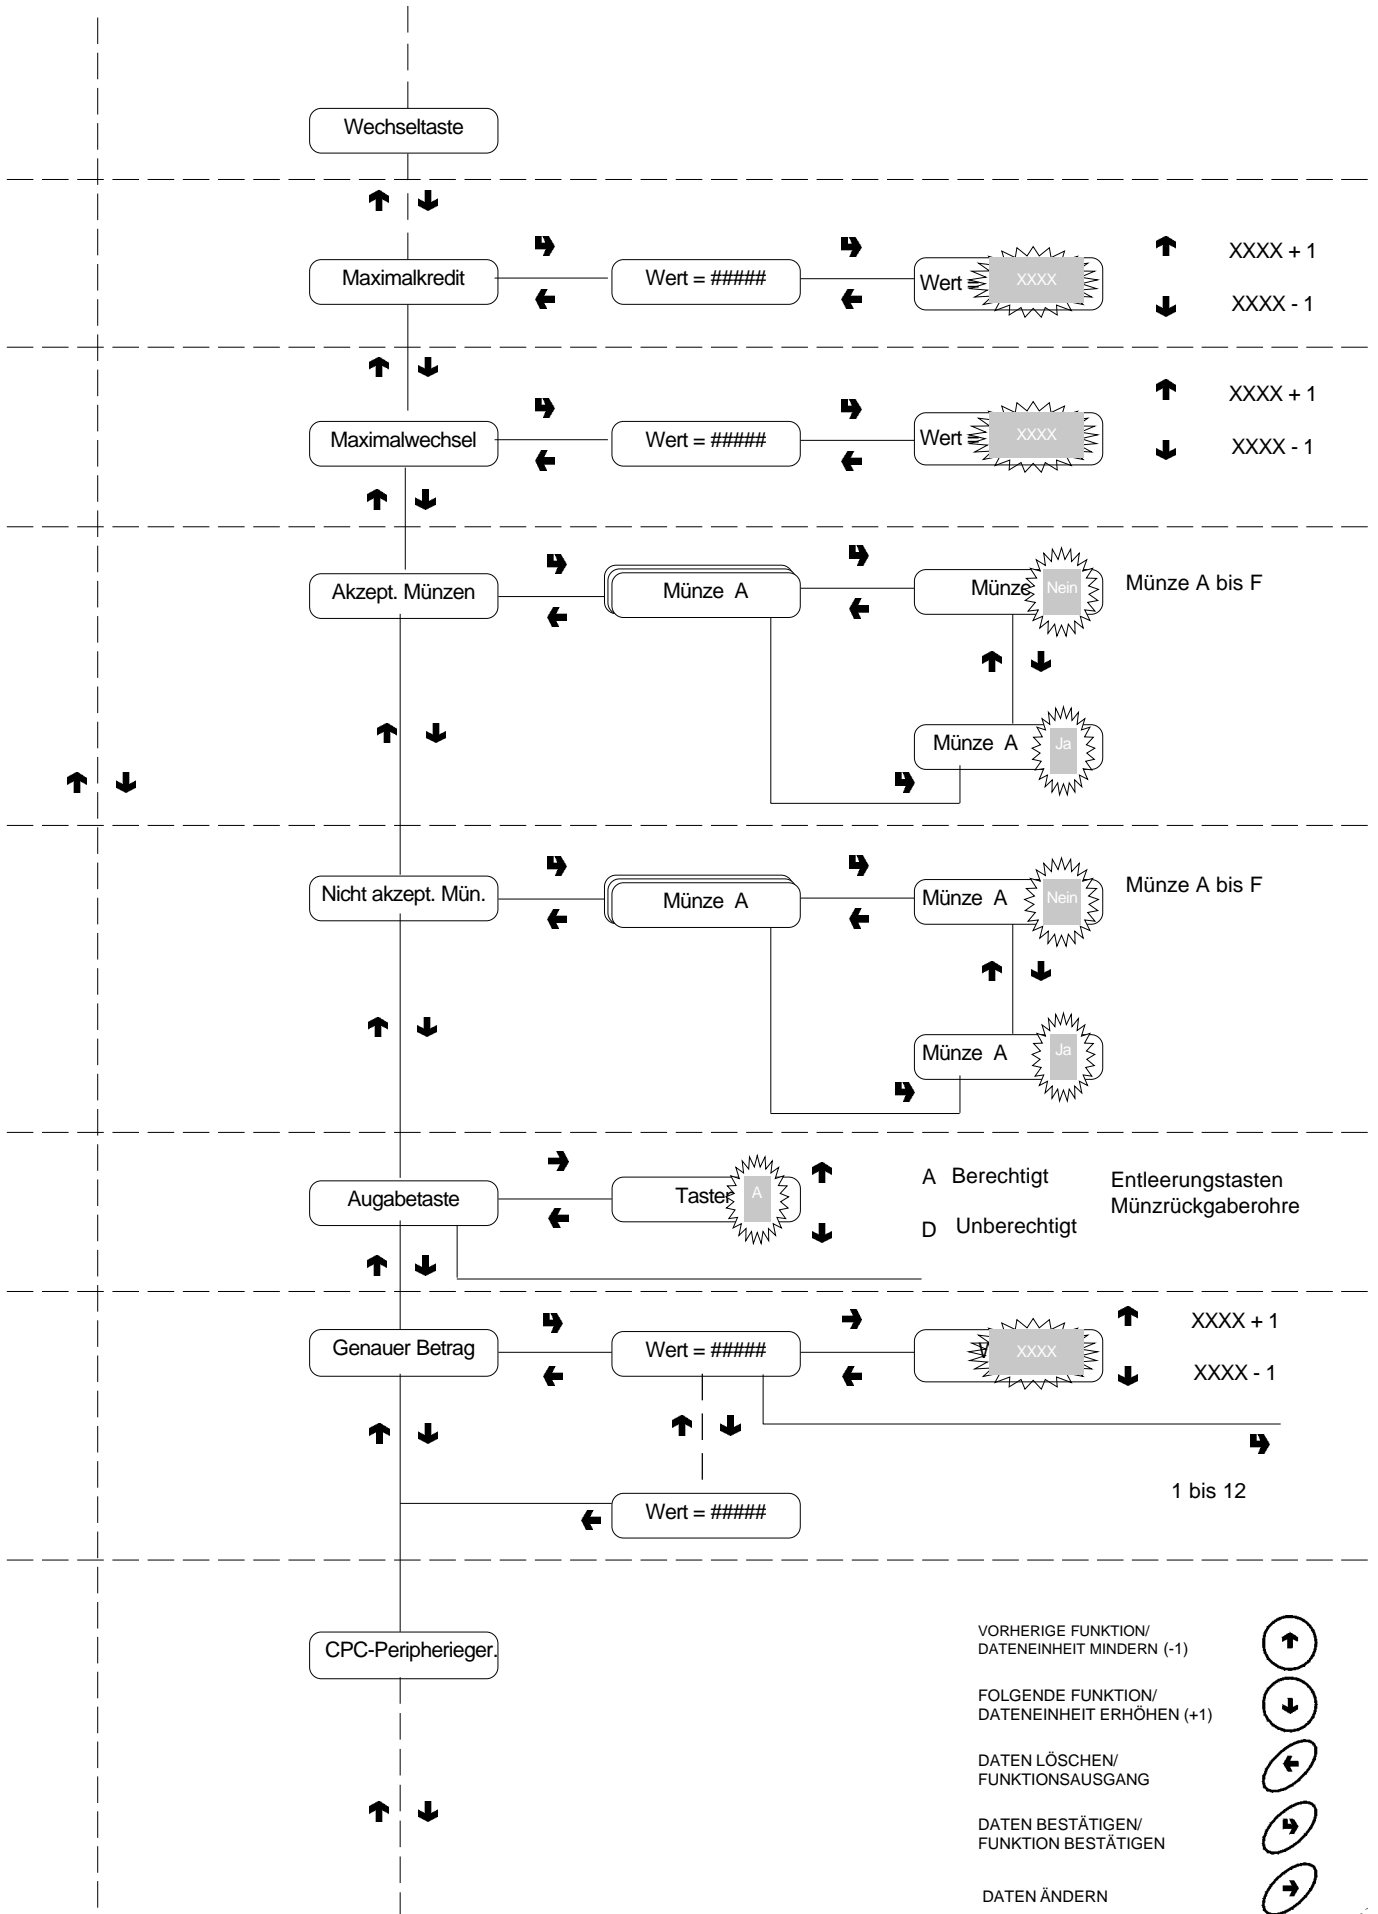 Wechseltaste
Maximalkredit
Wert = #####
Wert =
XXXX
XXXX + 1
XXXX - 1
Maximalwechsel
Wert = #####
Wert =
XXXX
XXXX + 1
XXXX - 1
Akzept. Münzen
Münze A
Münze
Nein
Münze A bis F
Münze A
Ja
Nicht akzept. Mün.
Münze A
Münze A
Nein
Münze A bis F
Münze A
Ja
Augabetaste
Taster
A
A Berechtigt
D Unberechtigt
Entleerungstasten
Münzrückgaberohre
Genauer Betrag
Wert = #####
XXXX
XXXX + 1
XXXX - 1
Wert = #####
1 bis 12
CPC-Peripherieger.
VORHERIGE FUNKTION/
DATENEINHEIT MINDERN (-1)
FOLGENDE FUNKTION/
DATENEINHEIT ERHÖHEN (+1)
DATEN LÖSCHEN/
FUNKTIONSAUSGANG
DATEN BESTÄTIGEN/
FUNKTION BESTÄTIGEN
DATEN ÄNDERN